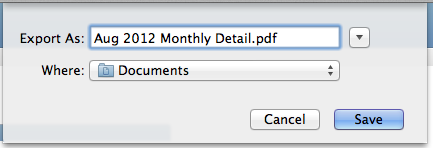 Export As: Aug 2012 Monthly Detail.pdf
Where: Documents
Cancel Save